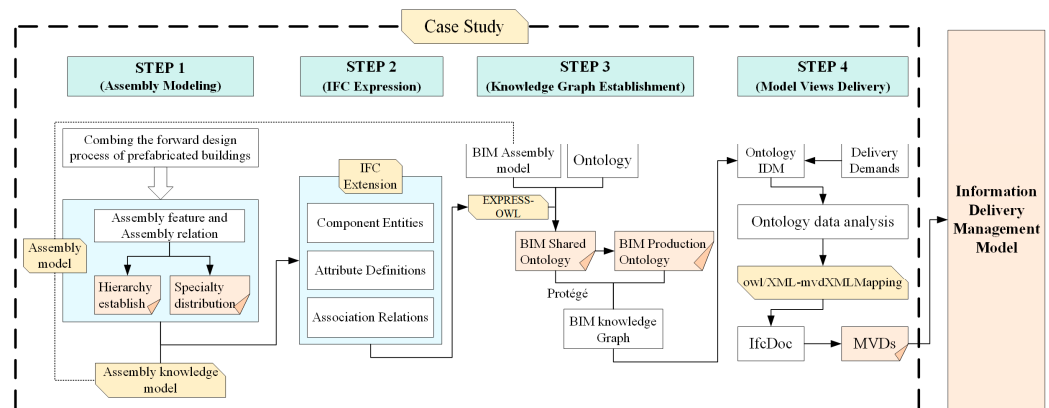 Case Study
STEP 1
(Assembly Modeling)
STEP 2
(IFC Expression)
STEP 3
(Knowledge Graph Establishment)
STEP 4
(Model Views Delivery)
Combing the forward design
process of prefabricated buildings
Assembly feature and
Assembly relation
Assembly
model
Hierarchy
establish
Specialty
distribution
Assembly knowledge
model
IFC
Extension
Component Entities
Attribute Definitions
Association Relations
BIM Assembly
model
Ontology
EXPRESS-
OWL
BIM Shared
Ontology
BIM Production
Ontology
Protégé
BIM knowledge
Graph
Ontology
IDM
Delivery
Demands
Ontology data analysis
owl/XML-mvdXMLMapping
IfcDoc
MVDs
Information
Delivery
Management
Model